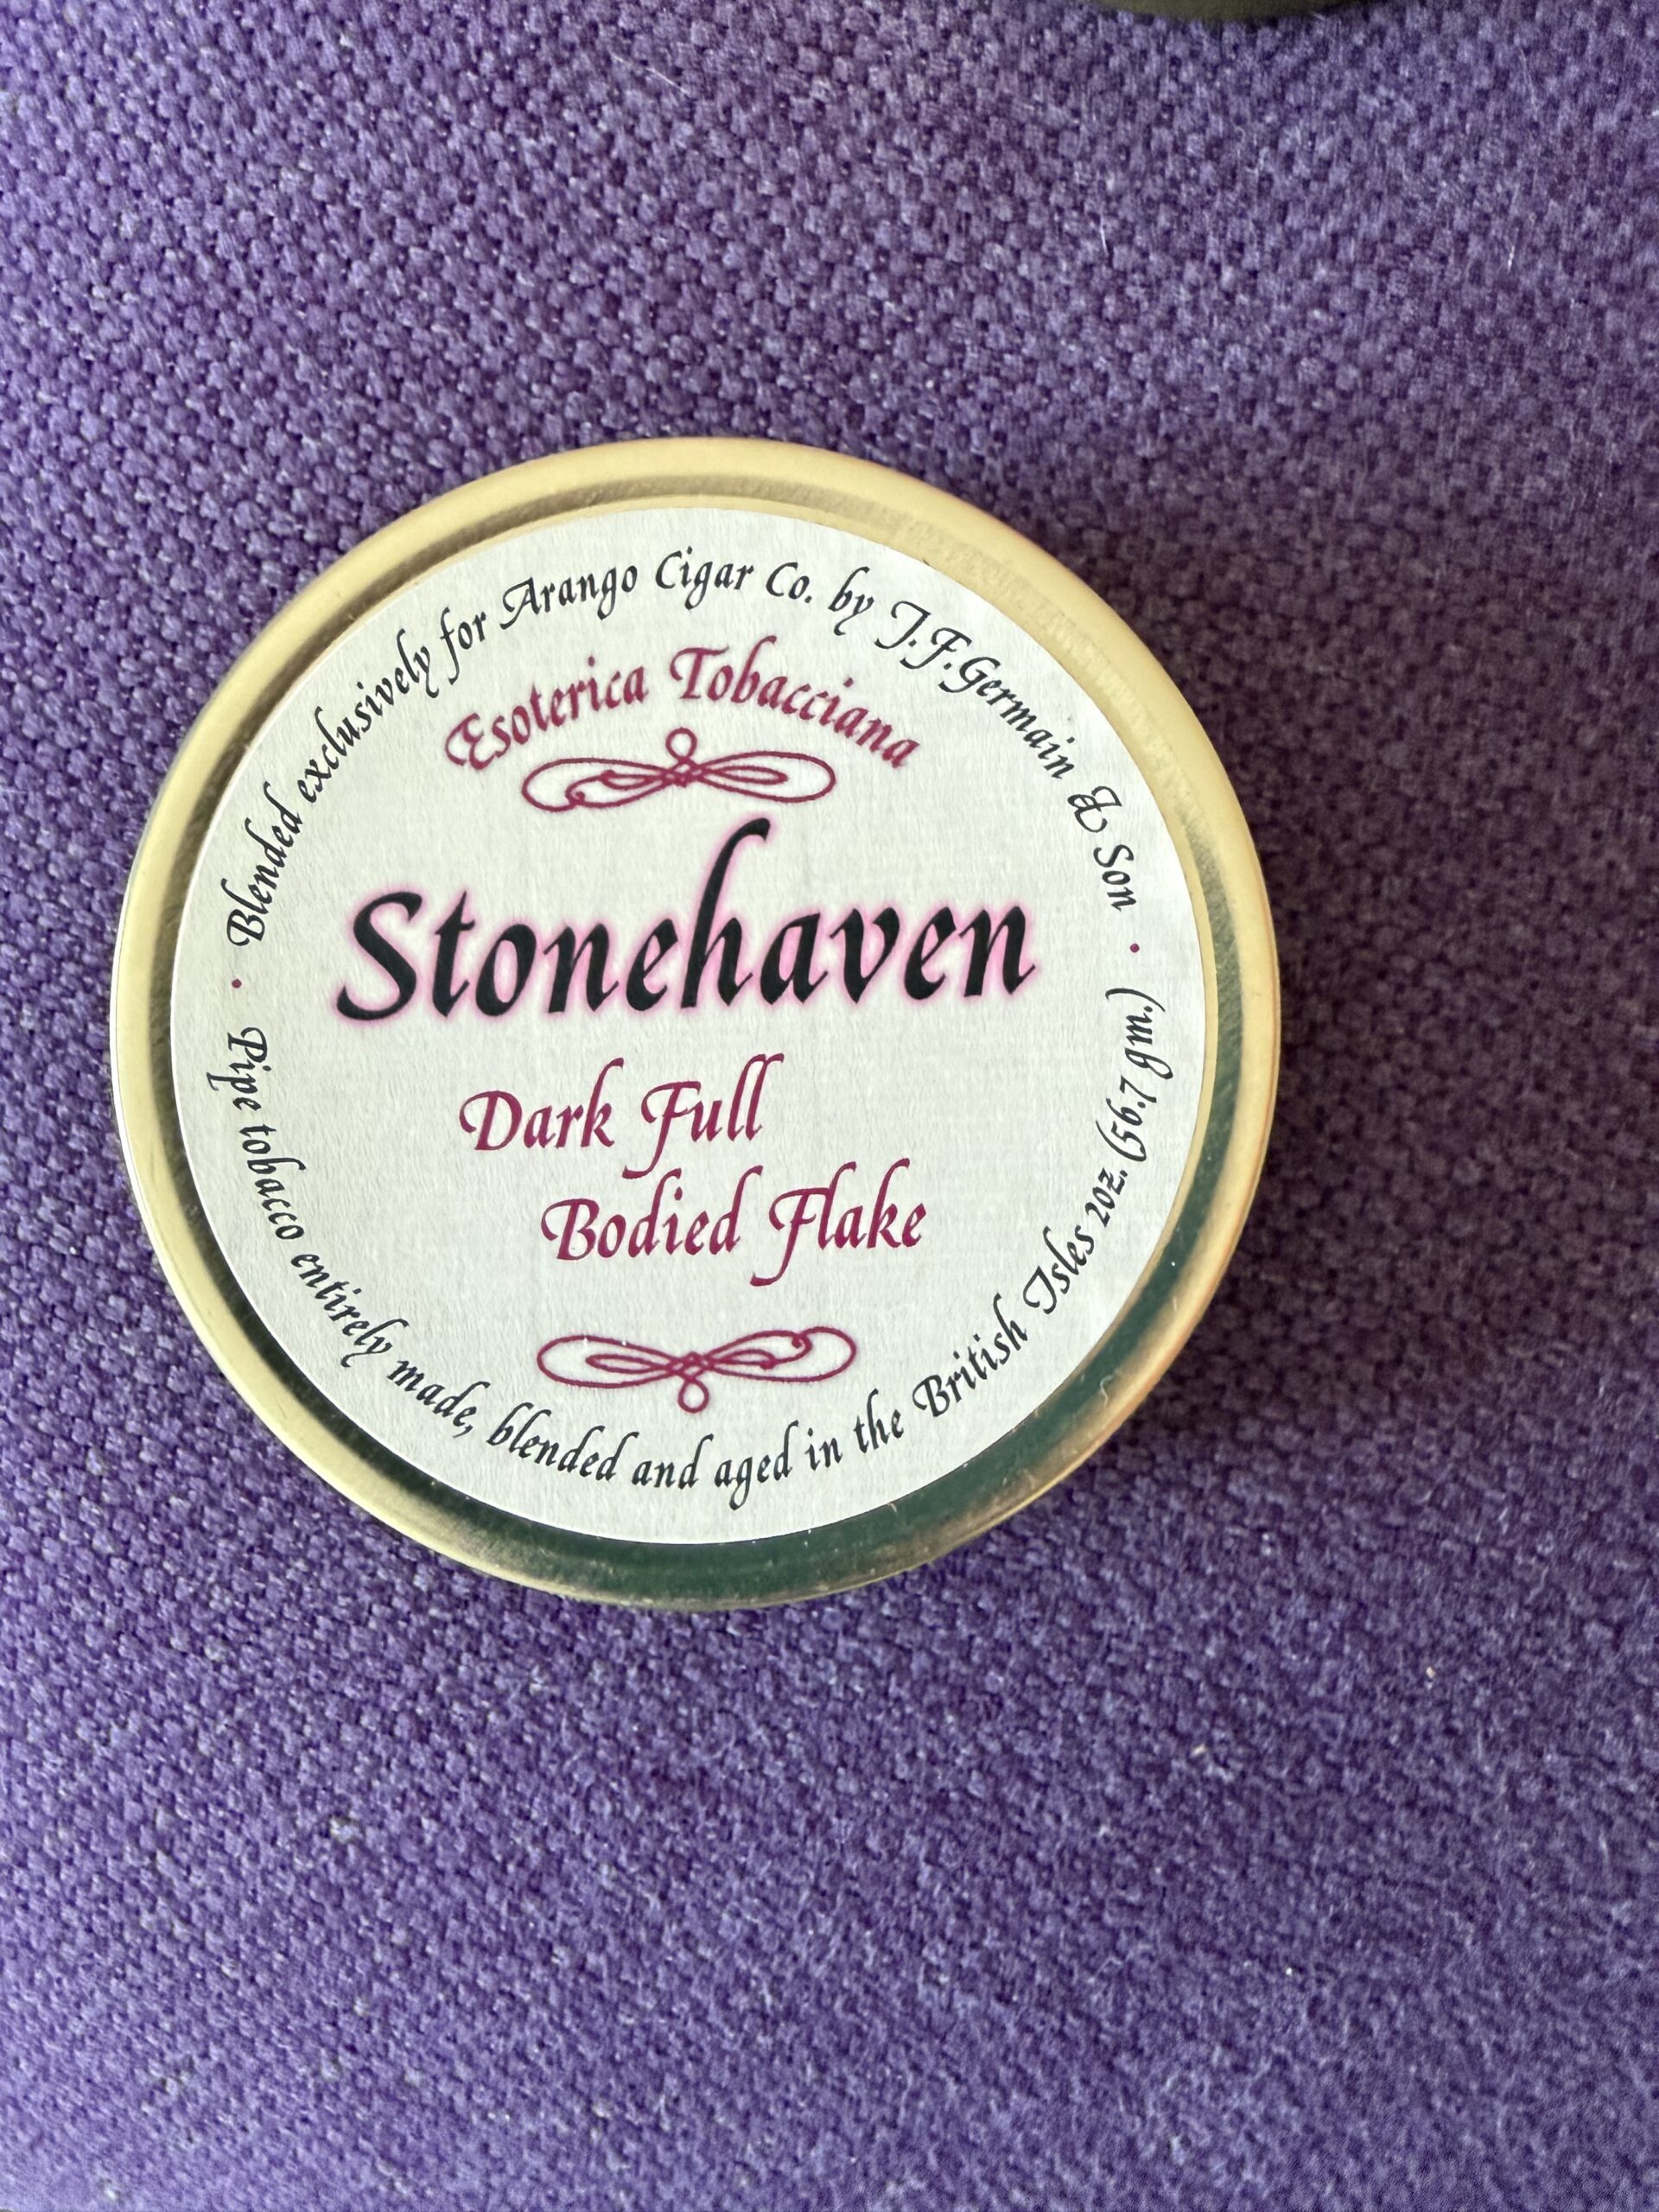 Blended exclusively for Arango Cigar Co. by J.F.Germain & Son
Esoterica Tobacciana
Stonehaven
Dark Full
Bodied Flake
Pipe tobacco entirely made, blended and aged in the British Isles 2oz. (56.7 gm.)